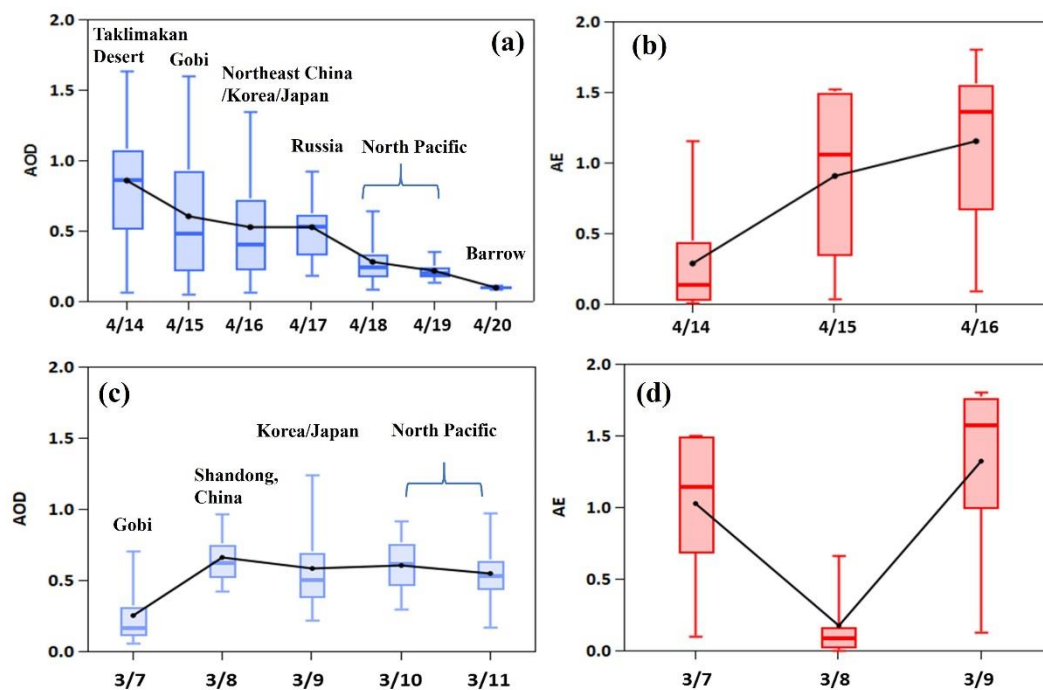 (a)
2.0
1.5
1.0
0.5
0.0
AOD
Taklimakan
Desert
Gobi
Northeast China
/Korea/Japan
Russia
North Pacific
Barrow
4/14 4/15 4/16 4/17 4/18 4/19 4/20
(b)
2.0
1.5
1.0
0.5
0.0
AE
4/14 4/15 4/16
(c)
2.0
1.5
1.0
0.5
0.0
AOD
Gobi
Shandong,
China
Korea/Japan
North Pacific
3/7 3/8 3/9 3/10 3/11
(d)
2.0
1.5
1.0
0.5
0.0
AE
3/7 3/8 3/9